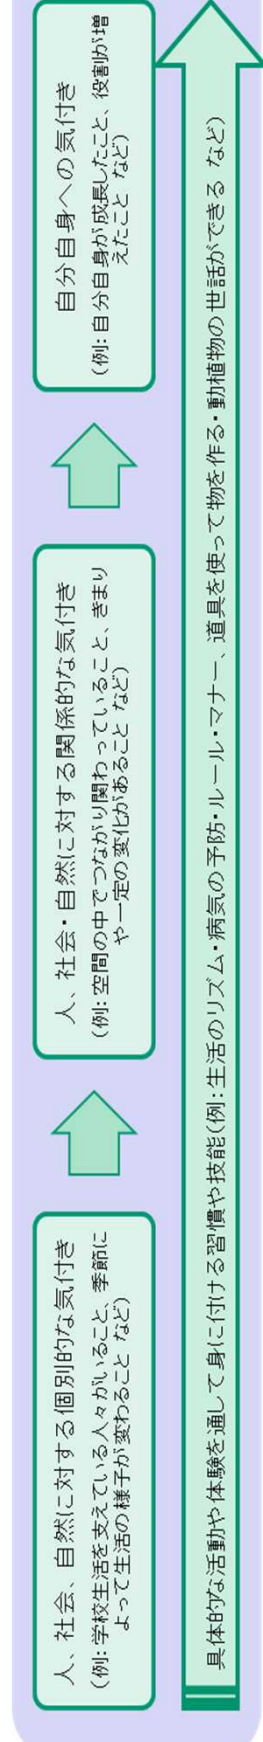 人、社会、自然に対する個別的な気付き
(例:学校生活を支えている人々がいること、季節に
よって生活の様子が変わること など)
人、社会・自然に対する関係的な気付き
(例:空間の中でつながり関わっていること、きまり
や一定の変化があること など)
自分自身への気付き
(例:自分自身が成長したこと、役割が増
えたこと など)
具体的な活動や体験を通して身に付ける習慣や技能(例:生活のリズム・病気の予防・ルール・マナー、道具を使って物を作る・動植物の世話ができる など)